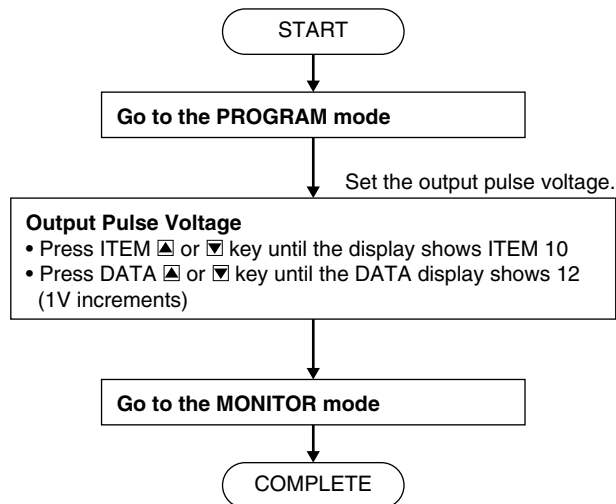 START
Go to the PROGRAM mode
Set the output pulse voltage.
Output Pulse Voltage
• Press ITEM ▲ or ▼ key until the display shows ITEM 10
• Press DATA ▲ or ▼ key until the DATA display shows 12
(1V increments)
Go to the MONITOR mode
COMPLETE